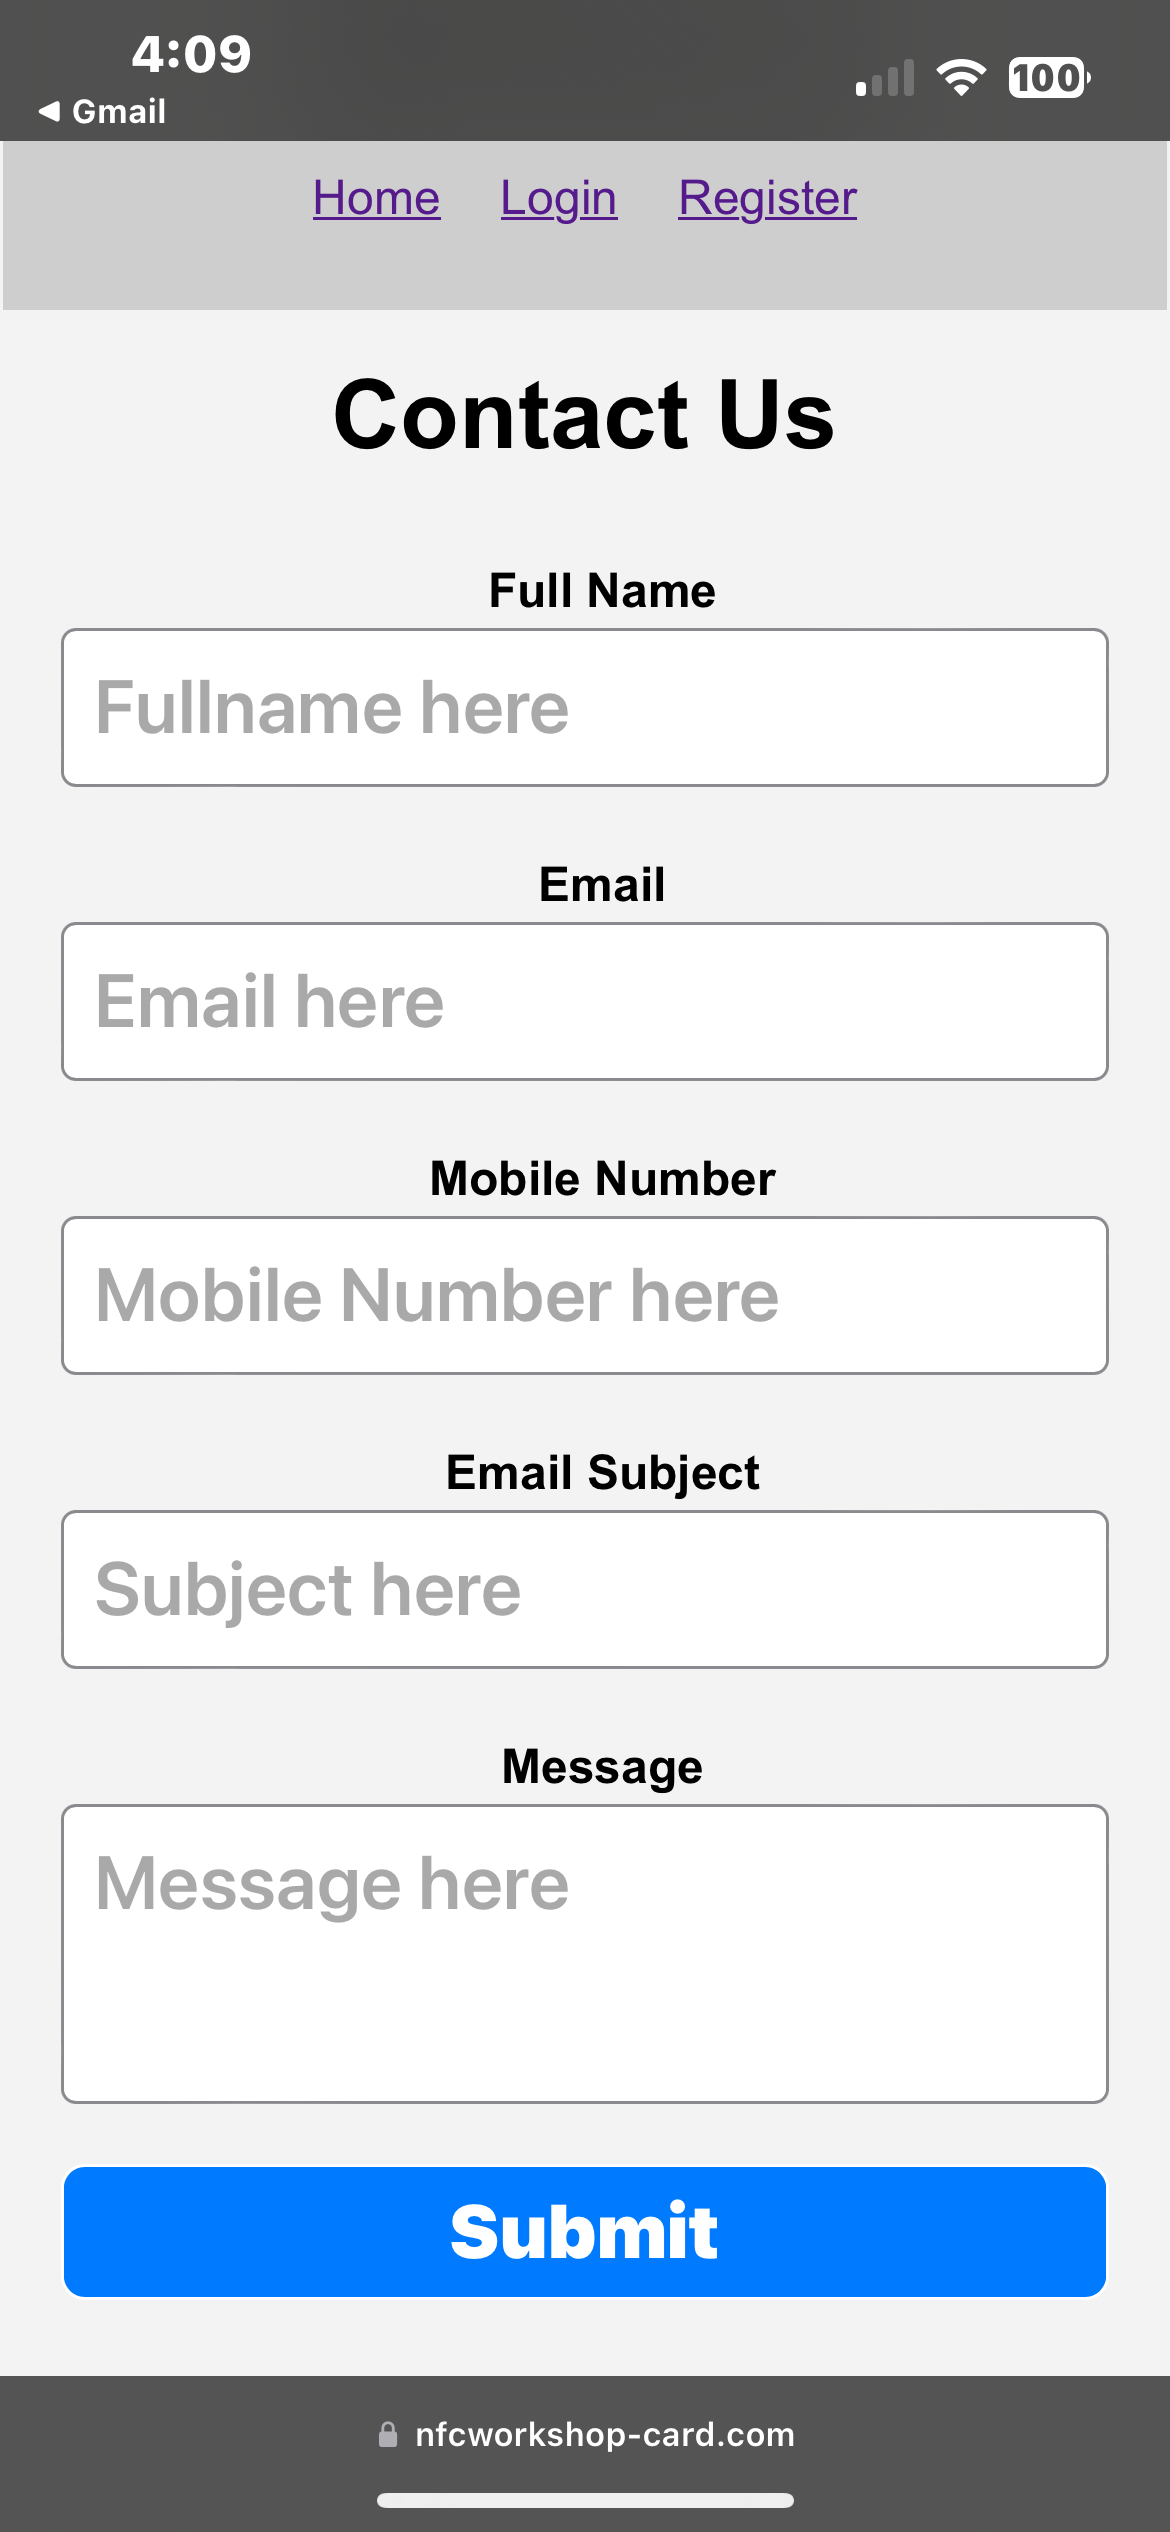 4:09
◀ Gmail
100
Home Login Register
Contact Us
Full Name
Fullname here
Email
Email here
Mobile Number
Mobile Number here
Email Subject
Subject here
Message
Message here
Submit
nfcworkshop-card.com